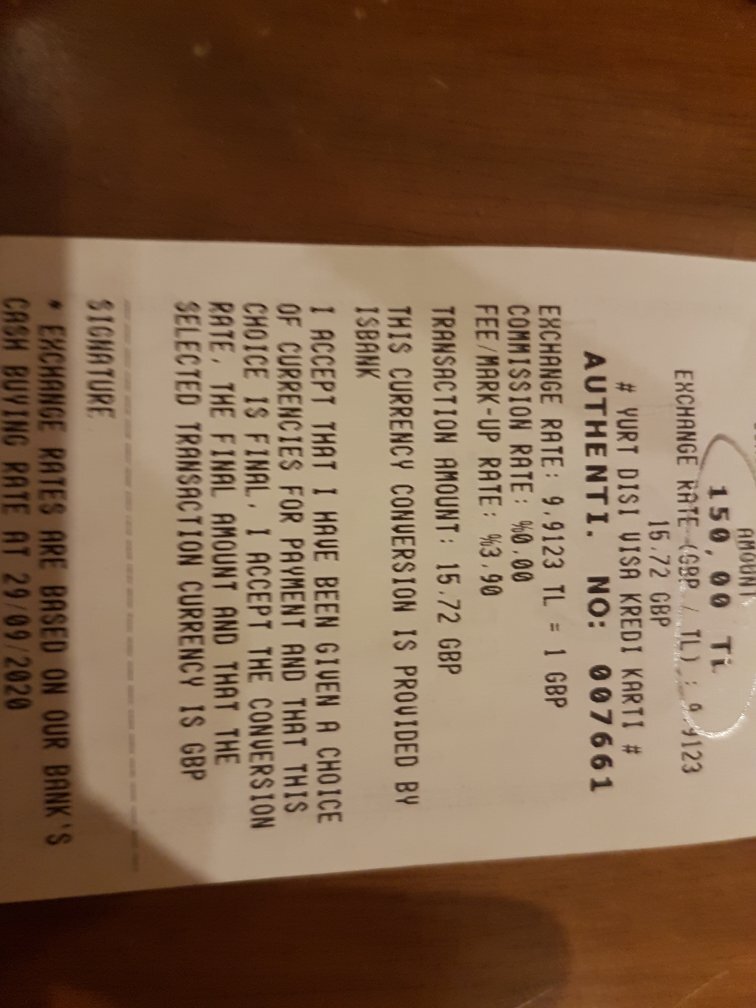 AMOUNT
150,00 TL
EXCHANGE RATE (GBP / TL) : 9.9123
15.72 GBP
# YURT DISI VISA KREDI KARTI #
AUTHENTI. NO: 007661
EXCHANGE RATE: 9.9123 TL = 1 GBP
COMMISSION RATE: %0.00
FEE/MARK-UP RATE: %3.90
TRANSACTION AMOUNT: 15.72 GBP
THIS CURRENCY CONVERSION IS PROVIDED BY
ISBANK
I ACCEPT THAT I HAVE BEEN GIVEN A CHOICE
OF CURRENCIES FOR PAYMENT AND THAT THIS
CHOICE IS FINAL. I ACCEPT THE CONVERSION
RATE, THE FINAL AMOUNT AND THAT THE
SELECTED TRANSACTION CURRENCY IS GBP
SIGNATURE
* EXCHANGE RATES ARE BASED ON OUR BANK'S
CASH BUYING RATE AT 29/09/2020